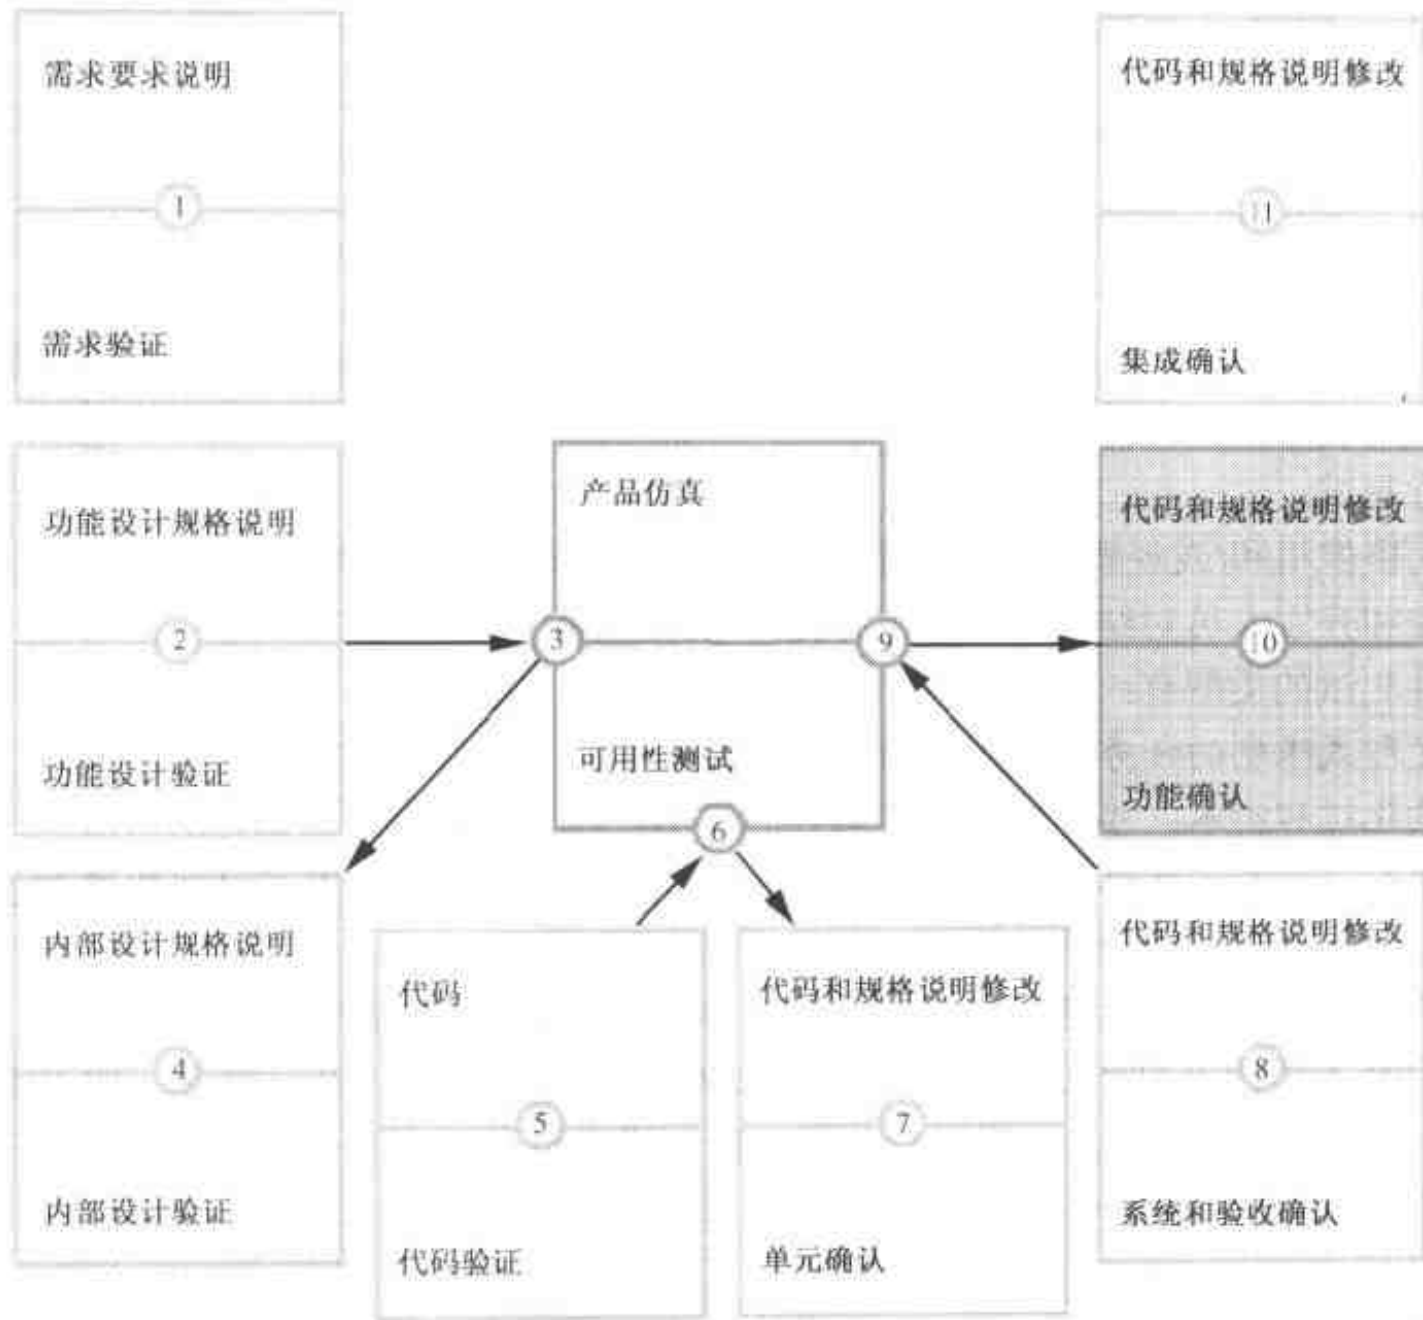 需求要求说明
1
需求验证
代码和规格说明修改
11
集成确认
功能设计规格说明
2
功能设计验证
产品仿真
3
9
可用性测试
6
代码和规格说明修改
10
功能确认
内部设计规格说明
4
内部设计验证
代码
5
代码验证
代码和规格说明修改
7
单元确认
代码和规格说明修改
8
系统和验收确认